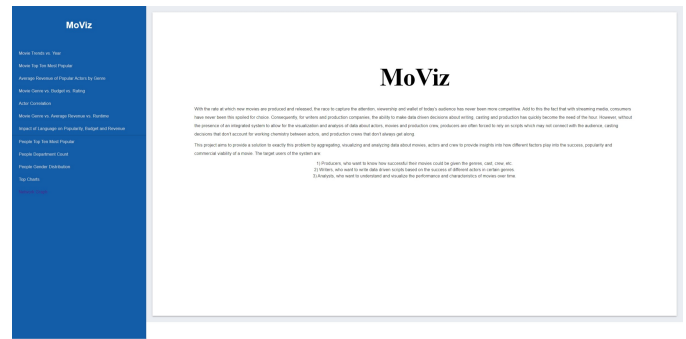 MoViz
Movie Trends vs. Year
Movie Top Ten Most Popular
Average Revenue of Popular Actors by Genre
Movie Genre vs. Budget vs. Rating
Actor Correlation
Movie Genre vs. Average Revenue vs. Runtime
Impact of Language on Popularity, Budget and Revenue
People Top Ten Most Popular
People Department Count
People Gender Distribution
Top Charts
MoViz
With the rate at which new movies are produced and released, the race to capture the attention, viewership and wallet of today's audience has never been more competitive. Add to this the fact that with streaming media, consumers
have never been this spoiled for choice. Consequently, for writers and production companies, the ability to make data driven decisions about writing, casting and production has quickly become the need of the hour. However, without
the presence of an integrated system to allow for the visualization and analysis of data about actors, movies and production crew, producers are often forced to rely on scripts which may not connect with the audience, casting
decisions that don't account for working chemistry between actors, and production crews that don't always get along.
This project aims to provide a solution to exactly this problem by aggregating, visualizing and analyzing data about movies, actors and crew to provide insights into how different factors play into the success, popularity and
commercial viability of a movie. The target users of the system are:
1) Producers, who want to know how successful their movies could be given the genres, cast, crew, etc.
2) Writers, who want to write data driven scripts based on the success of different actors in certain genres.
3) Analysts, who want to understand and visualize the performance and characteristics of movies over time.